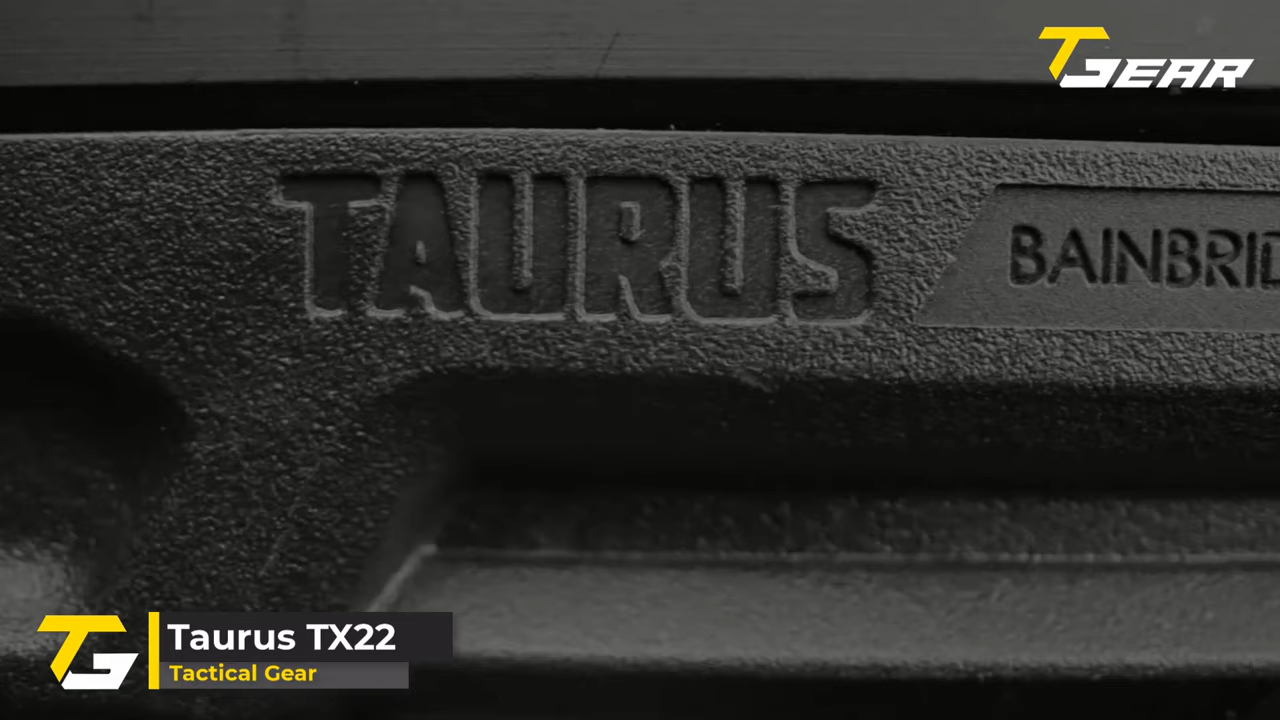 TGEAR
TAURUS
BAINBRID
TG
Taurus TX22
Tactical Gear